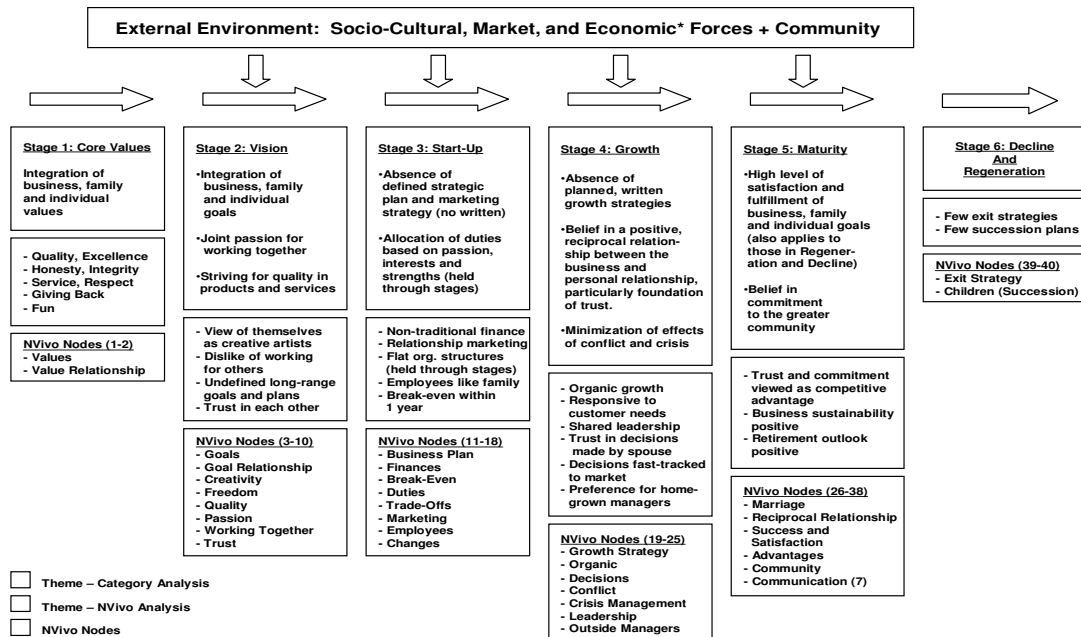 External Environment: Socio-Cultural, Market, and Economic* Forces + Community
Stage 1: Core Values
Integration of
business, family
and individual
values
- Quality, Excellence
- Honesty, Integrity
- Service, Respect
- Giving Back
- Fun
NVivo Nodes (1-2)
- Values
- Value Relationship
Stage 2: Vision
•Integration of
business, family
and individual
goals
•Joint passion for
working together
•Striving for quality in
products and services
- View of themselves
as creative artists
- Dislike of working
for others
- Undefined long-range
goals and plans
- Trust in each other
NVivo Nodes (3-10)
- Goals
- Goal Relationship
- Creativity
- Freedom
- Quality
- Passion
- Working Together
- Trust
Stage 3: Start-Up
•Absence of
defined strategic
plan and marketing
strategy (no written)
•Allocation of duties
based on passion,
interests and
strengths (held
through stages)
- Non-traditional finance
- Relationship marketing
- Flat org. structures
(held through stages)
- Employees like family
- Break-even within
1 year
NVivo Nodes (11-18)
- Business Plan
- Finances
- Break-Even
- Duties
- Trade-Offs
- Marketing
- Employees
- Changes
Stage 4: Growth
•Absence of
planned, written
growth strategies
•Belief in a positive,
reciprocal relation-
ship between the
business and
personal relationship,
particularly foundation
of trust.
•Minimization of effects
of conflict and crisis
- Organic growth
- Responsive to
customer needs
- Shared leadership
- Trust in decisions
made by spouse
- Decisions fast-tracked
to market
- Preference for home-
grown managers
NVivo Nodes (19-25)
- Growth Strategy
- Organic
- Decisions
- Conflict
- Crisis Management
- Leadership
- Outside Managers
Stage 5: Maturity
•High level of
satisfaction and
fulfillment of
business, family
and individual goals
(also applies to
those in Regener-
ation and Decline)
•Belief in
commitment
to the greater
community
- Trust and commitment
viewed as competitive
advantage
- Business sustainability
positive
- Retirement outlook
positive
NVivo Nodes (26-38)
- Marriage
- Reciprocal Relationship
- Success and
Satisfaction
- Advantages
- Community
- Communication (7)
Stage 6: Decline
And
Regeneration
- Few exit strategies
- Few succession plans
NVivo Nodes (39-40)
- Exit Strategy
- Children (Succession)
Theme – Category Analysis
Theme – NVivo Analysis
NVivo Nodes